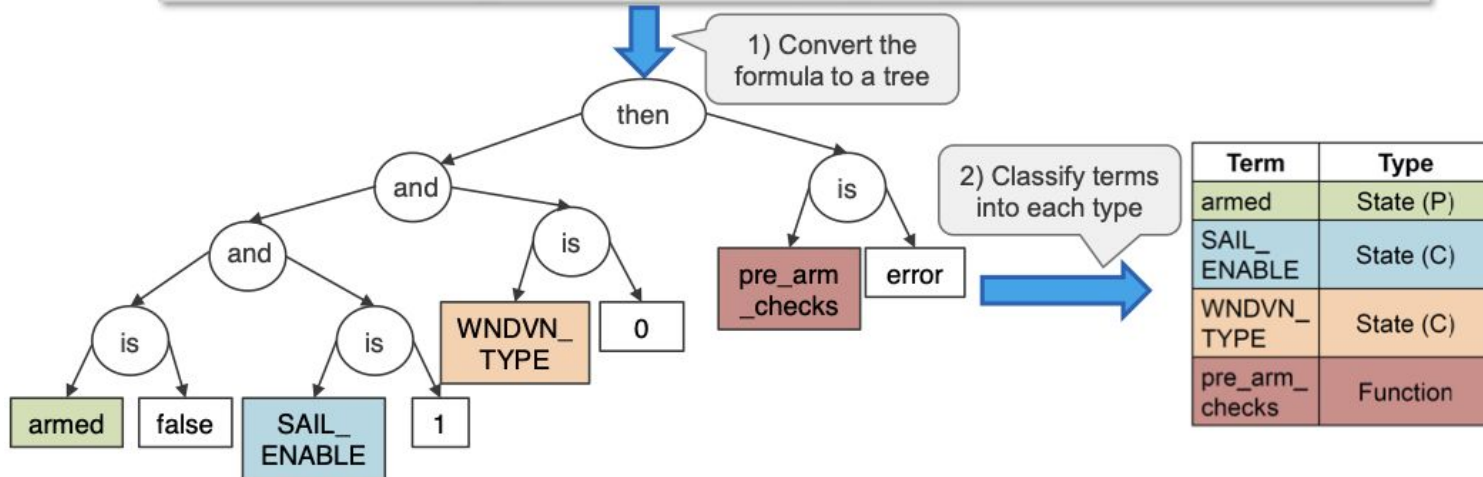 1) Convert the
formula to a tree
then
and
is
2) Classify terms
into each type
and
is
pre_arm
_checks
error
is
is
WNDVN_
TYPE
0
armed
false
SAIL_
ENABLE
1
Term Type
armed State (P)
SAIL_
ENABLE
State (C)
WNDVN_
TYPE
State (C)
pre_arm_
checks
Function